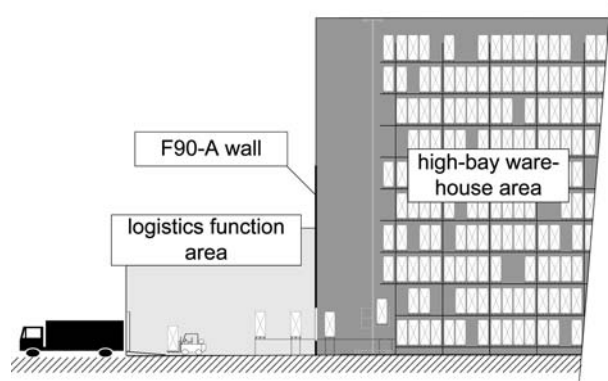 F90-A wall
high-bay ware-
house area
logistics function
area